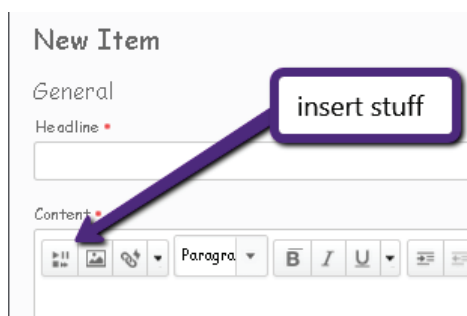 New Item
General
insert stuff
Headline •
Content •
Paragra B I U